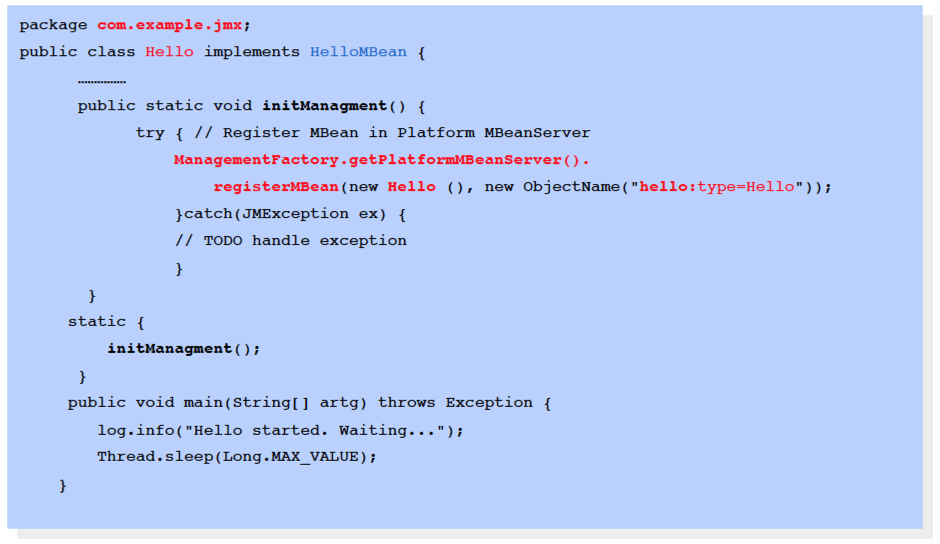 package com.example.jmx;
public class Hello implements HelloMBean {
……………
public static void initManagment() {
try { // Register MBean in Platform MBeanServer
ManagementFactory.getPlatformMBeanServer().
registerMBean(new Hello (), new ObjectName("hello:type=Hello"));
}catch(JMException ex) {
// TODO handle exception
}
}
static {
initManagment();
}
public void main(String[] artg) throws Exception {
log.info("Hello started. Waiting...");
Thread.sleep(Long.MAX_VALUE);
}